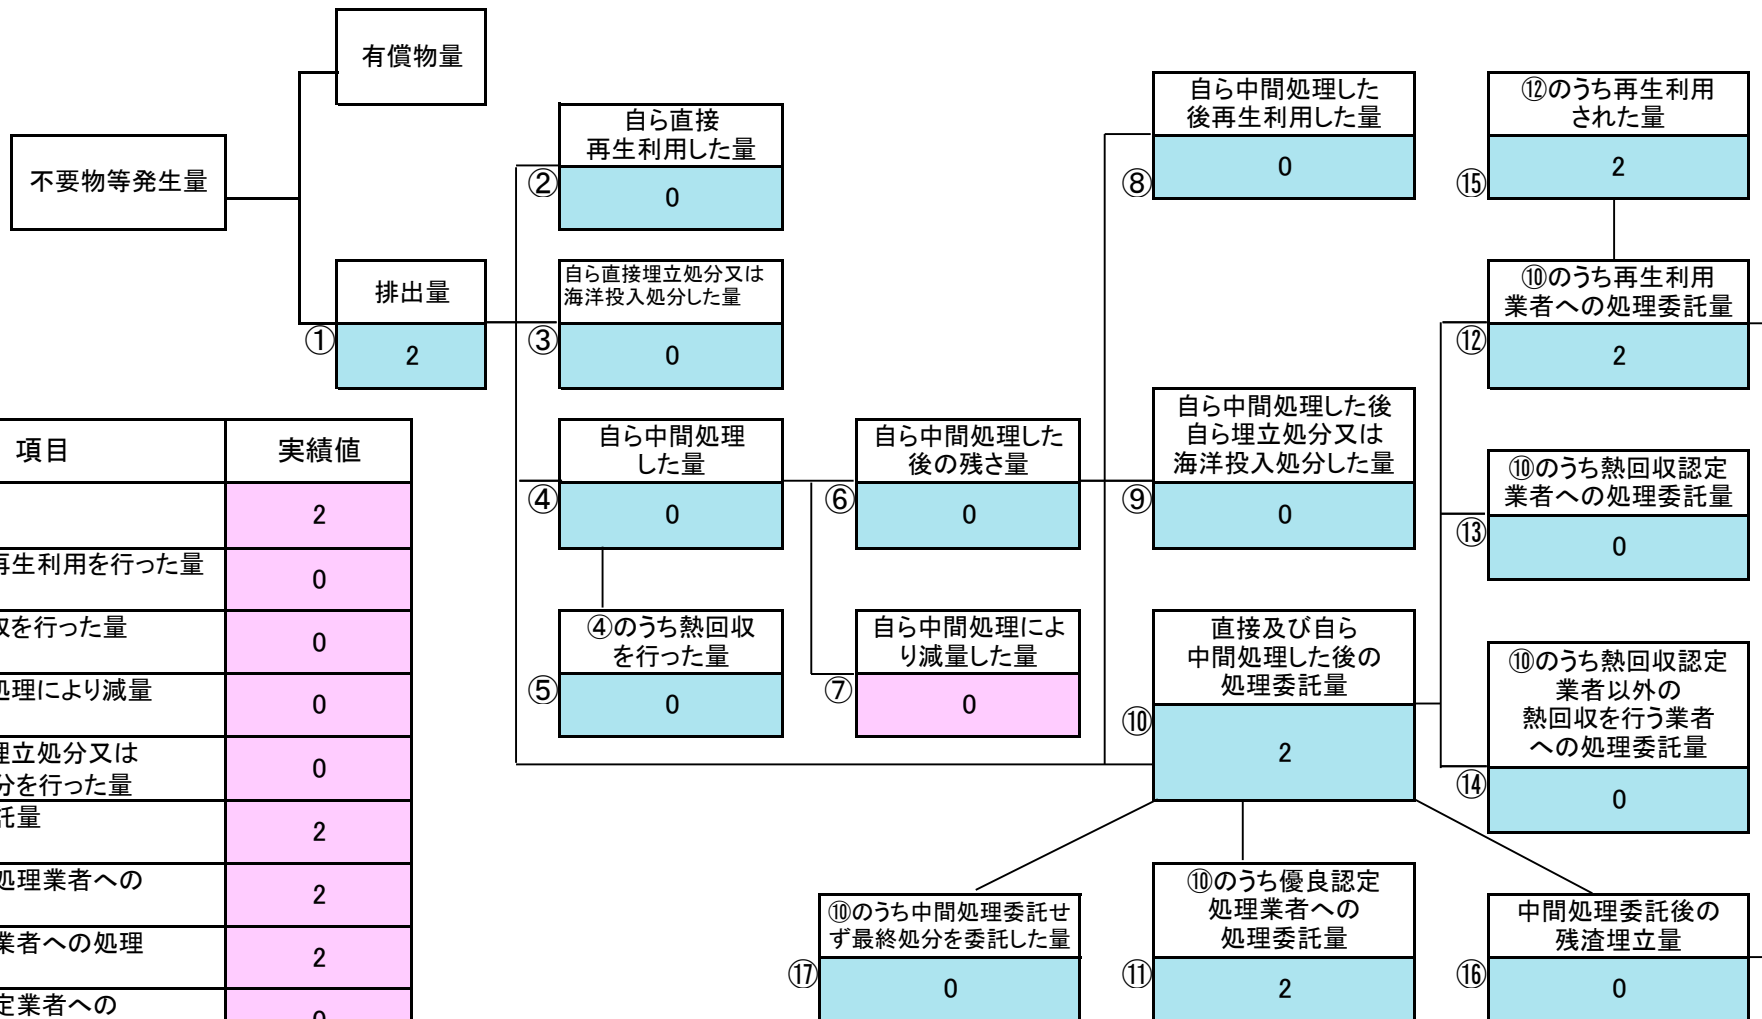 有償物量
不要物等発生量
排出量
①
2
自ら直接
再生利用した量
②
0
自ら直接埋立処分又は
海洋投入処分した量
③
0
自ら中間処理
した量
④
0
④のうち熱回収
を行った量
⑤
0
自ら中間処理した
後の残さ量
⑥
0
自ら中間処理によ
り減量した量
⑦
0
自ら中間処理した
後再生利用した量
⑧
0
自ら中間処理した後
自ら埋立処分又は
海洋投入処分した量
⑨
0
直接及び自ら
中間処理した後の
処理委託量
⑩
2
⑫のうち再生利用
された量
⑮
2
⑩のうち再生利用
業者への処理委託量
⑫
2
⑩のうち熱回収認定
業者への処理委託量
⑬
0
⑩のうち熱回収認定
業者以外の
熱回収を行う業者
への処理委託量
⑭
0
⑩のうち中間処理委託せ
ず最終処分を委託した量
⑰
0
⑩のうち優良認定
処理業者への
処理委託量
⑪
2
中間処理委託後の
残渣埋立量
⑯
0
項目 実績値
2
再生利用を行った量
0
を行った量
0
処理により減量
0
埋立処分又は
分を行った量
0
託量
2
処理業者への
2
業者への処理
2
定業者への
0